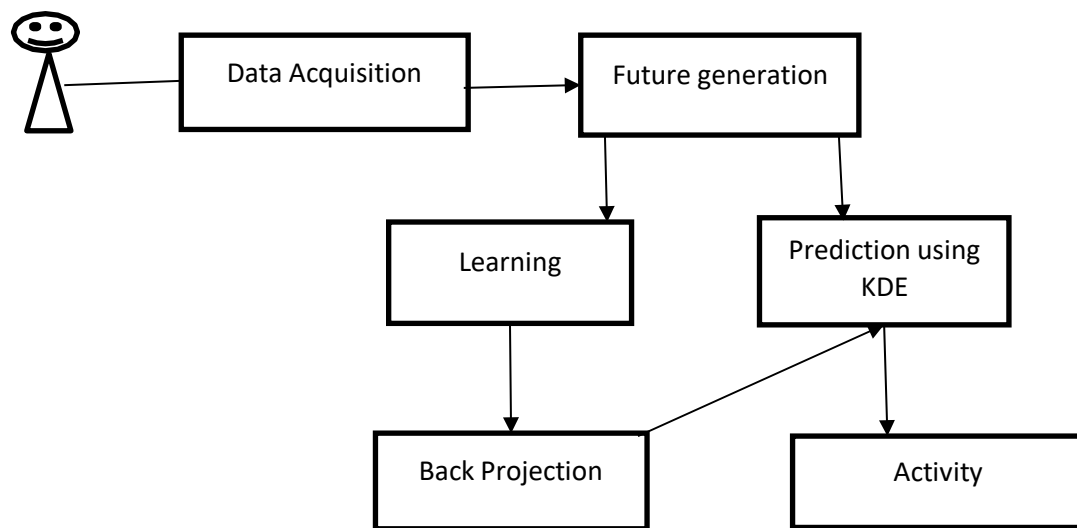 Data Acquisition
Future generation
Learning
Prediction using
KDE
Back Projection
Activity